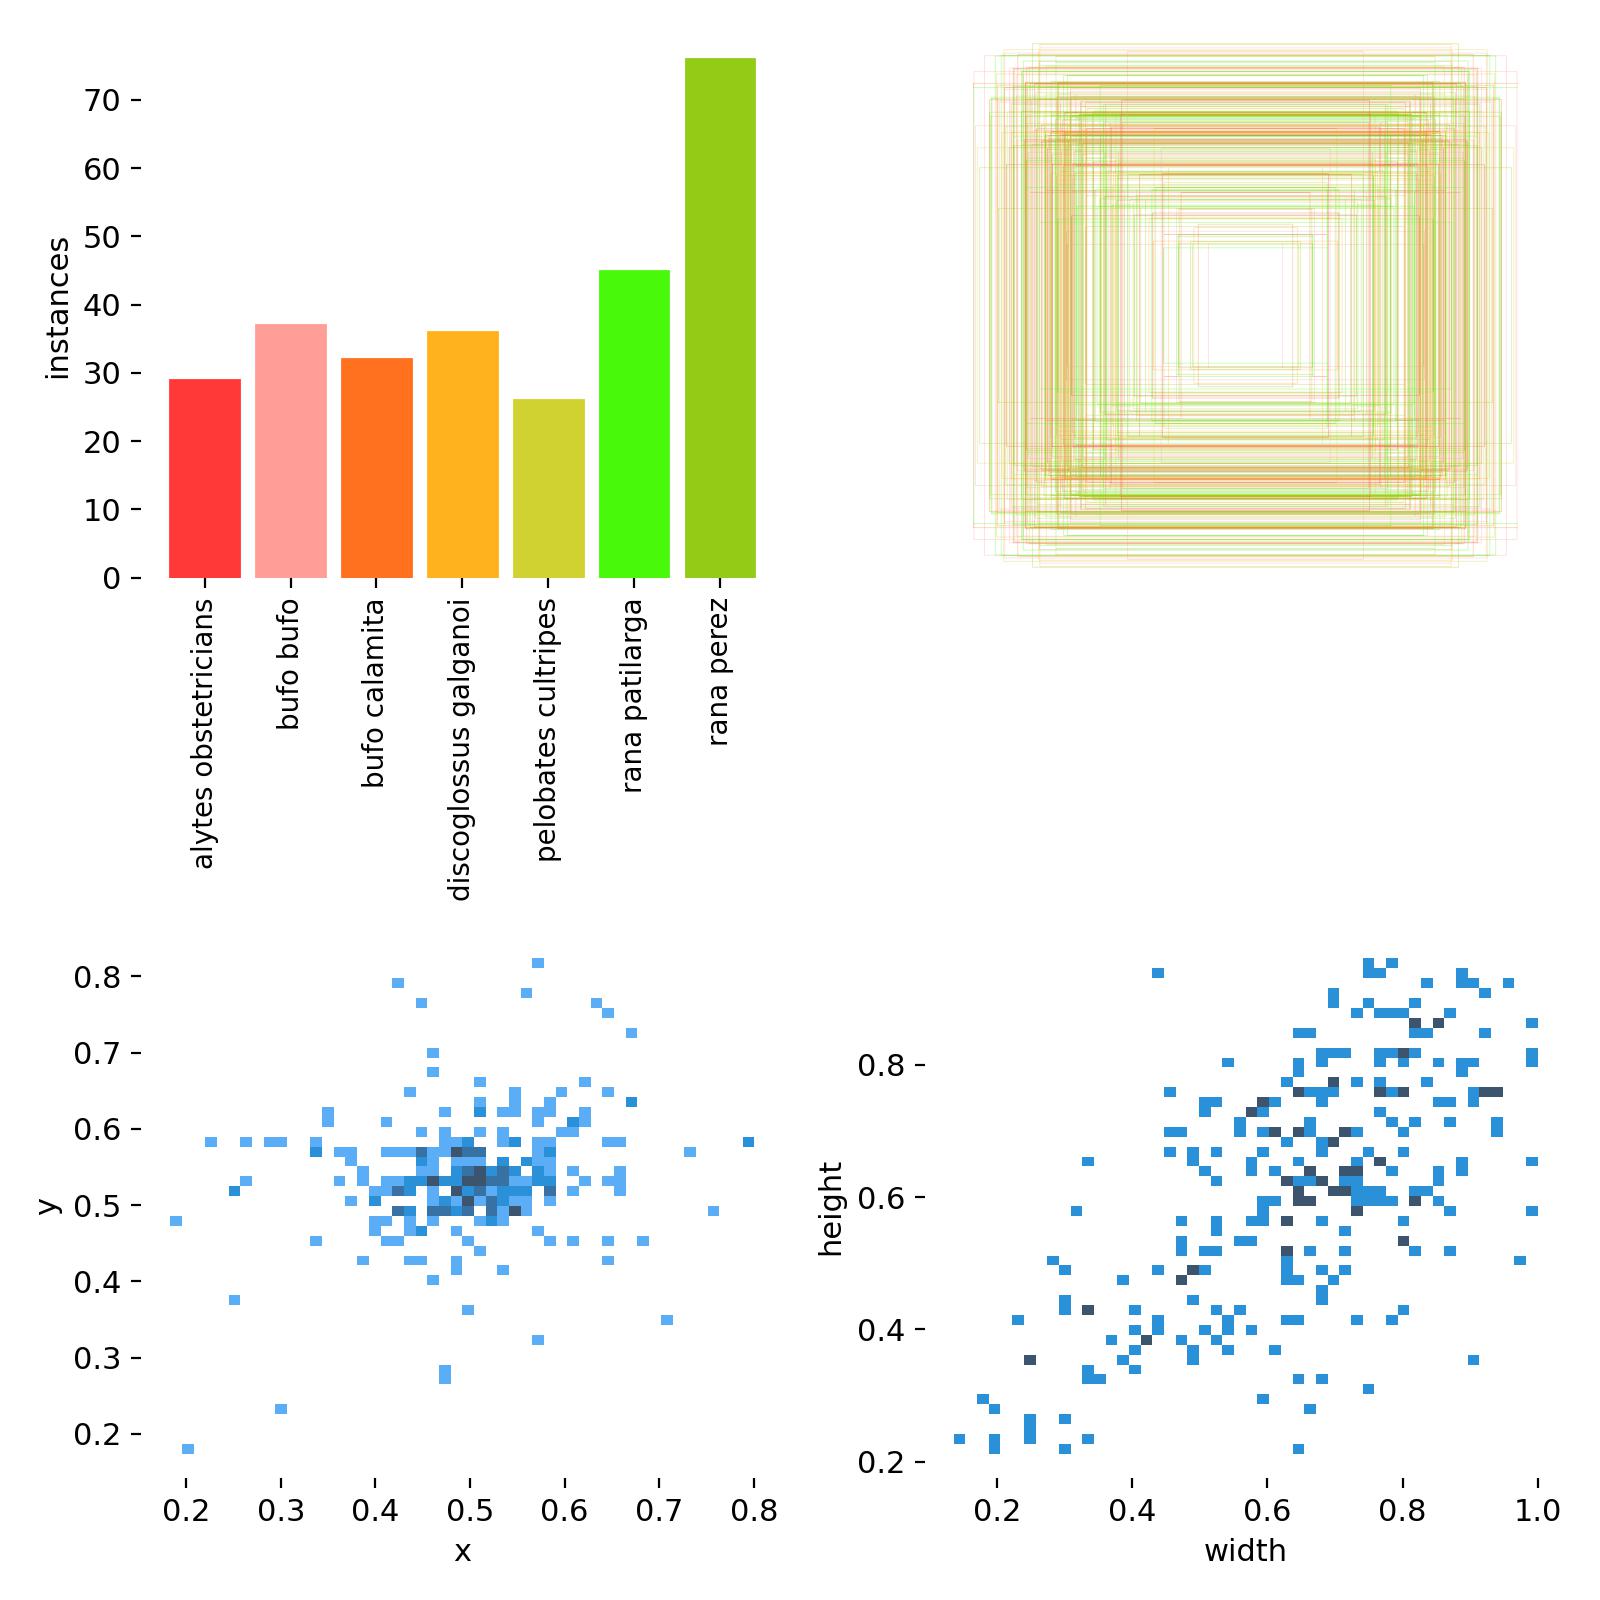 instances
70
60
50
40
30
20
10
0
alytes obstetricians
bufo bufo
bufo calamita
discoglossus galganoi
pelobates cultripes
rana patilarga
rana perez
y
0.8
0.7
0.6
0.5
0.4
0.3
0.2
0.2 0.3 0.4 0.5 0.6 0.7 0.8
x
height
0.8
0.6
0.4
0.2
0.2 0.4 0.6 0.8 1.0
width